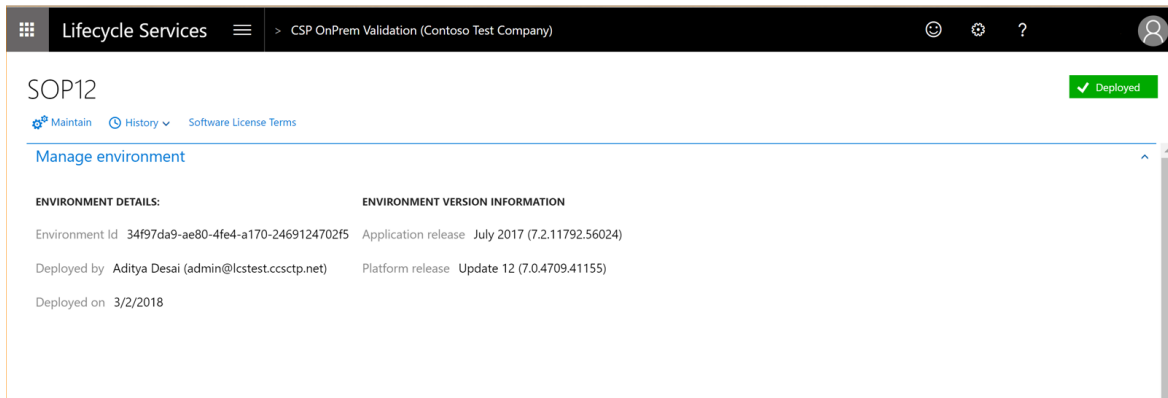 Lifecycle Services > CSP OnPrem Validation (Contoso Test Company) ?
SOP12
Deployed
Maintain History Software License Terms
Manage environment
ENVIRONMENT DETAILS: ENVIRONMENT VERSION INFORMATION
Environment Id 34f97da9-ae80-4fe4-a170-2469124702f5 Application release July 2017 (7.2.11792.56024)
Deployed by Aditya Desai (admin@lcstest.ccsctp.net) Platform release Update 12 (7.0.4709.41155)
Deployed on 3/2/2018